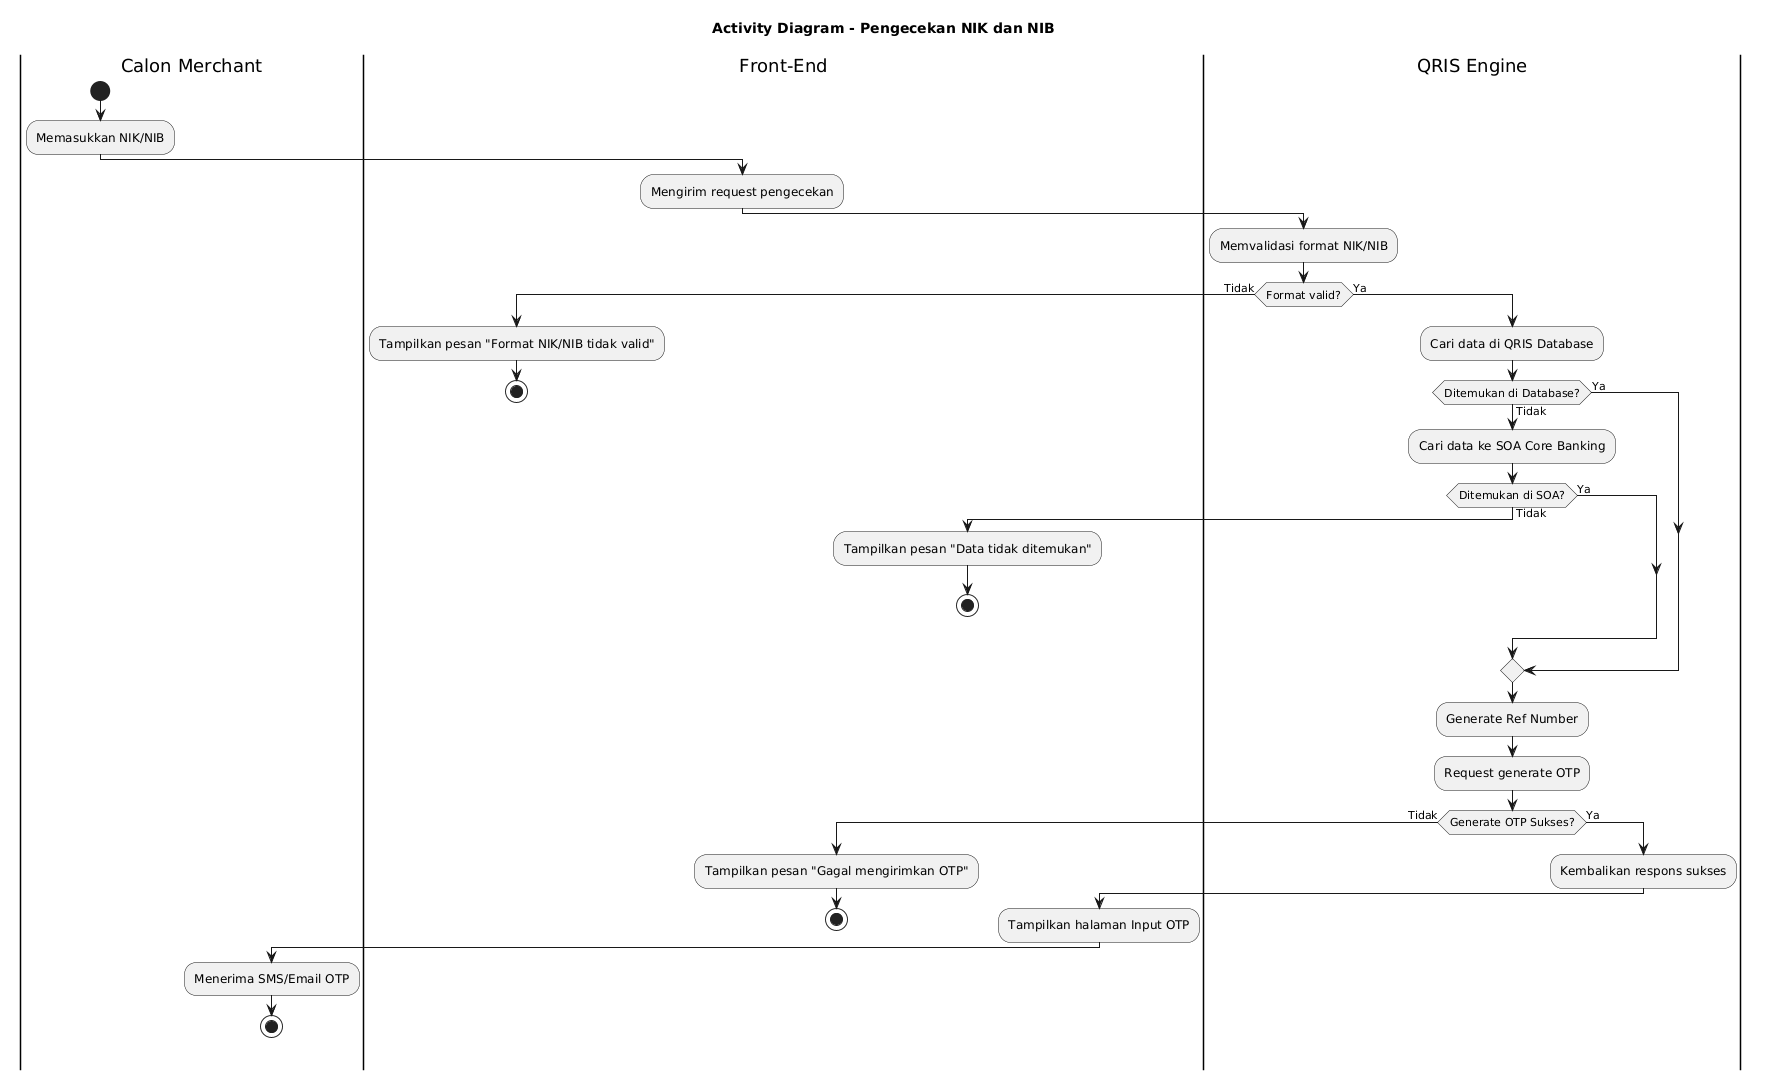 Activity Diagram - Pengecekan NIK dan NIB
Calon Merchant
Front-End
QRIS Engine
Memasukkan NIK/NIB
Mengirim request pengecekan
Memvalidasi format NIK/NIB
Tidak
Format valid?
Ya
Tampilkan pesan "Format NIK/NIB tidak valid"
Cari data di QRIS Database
Ditemukan di Database?
Ya
Tidak
Cari data ke SOA Core Banking
Ditemukan di SOA?
Ya
Tidak
Tampilkan pesan "Data tidak ditemukan"
Generate Ref Number
Request generate OTP
Tidak
Generate OTP Sukses?
Ya
Tampilkan pesan "Gagal mengirimkan OTP"
Kembalikan respons sukses
Tampilkan halaman Input OTP
Menerima SMS/Email OTP